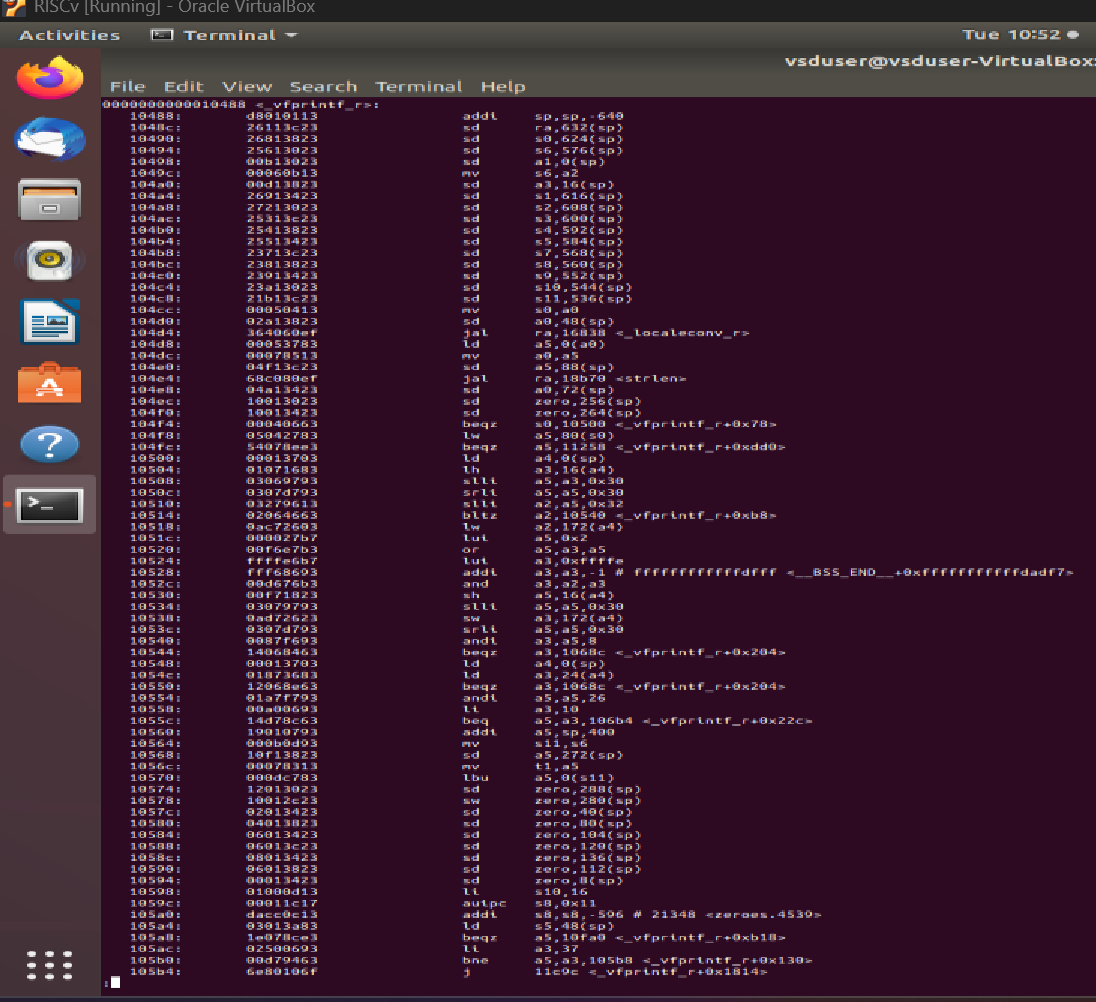 RISCv [Running] - Oracle VirtualBox
Activities Terminal Tue 10:52
vsduser@vsduser-VirtualBox:
File Edit View Search Terminal Help
0000000000010488 <_vfprintf_r>:
10488: d8010113 addi sp,sp,-640
1048c: 26113c23 sd ra,632(sp)
10490: 26813823 sd s0,624(sp)
10494: 25613023 sd s6,576(sp)
10498: 00b13023 sd a1,0(sp)
1049c: 00060b13 mv s6,a2
104a0: 00d13823 sd a3,16(sp)
104a4: 26913423 sd s1,616(sp)
104a8: 27213023 sd s2,608(sp)
104ac: 25313c23 sd s3,600(sp)
104b0: 25413823 sd s4,592(sp)
104b4: 25513423 sd s5,584(sp)
104b8: 23713c23 sd s7,568(sp)
104bc: 23813823 sd s8,560(sp)
104c0: 23913423 sd s9,552(sp)
104c4: 23a13023 sd s10,544(sp)
104c8: 21b13c23 sd s11,536(sp)
104cc: 00050413 mv s0,a0
104d0: 02a13823 sd a0,48(sp)
104d4: 364060ef jal ra,16838 <_localeconv_r>
104d8: 00053783 ld a5,0(a0)
104dc: 00078513 mv a0,a5
104e0: 04f13c23 sd a5,88(sp)
104e4: 68c080ef jal ra,18b70 <strlen>
104e8: 04a13423 sd a0,72(sp)
104ec: 10013023 sd zero,256(sp)
104f0: 10013423 sd zero,264(sp)
104f4: 00040663 beqz s0,10500 <_vfprintf_r+0x78>
104f8: 05042783 lw a5,80(s0)
104fc: 54078ee3 beqz a5,11258 <_vfprintf_r+0xdd0>
10500: 00013703 ld a4,0(sp)
10504: 01071683 lh a3,16(a4)
10508: 03069793 slli a5,a3,0x30
1050c: 0307d793 srli a5,a5,0x30
10510: 03279613 slli a2,a5,0x32
10514: 02064663 bltz a2,10540 <_vfprintf_r+0xb8>
10518: 0ac72603 lw a2,172(a4)
1051c: 000027b7 lui a5,0x2
10520: 00f6e7b3 or a5,a3,a5
10524: ffffe6b7 lui a3,0xffffe
10528: fff68693 addi a3,a3,-1 # ffffffffffffdfff <__BSS_END__+0xfffffffffffdadf7>
1052c: 00d676b3 and a3,a2,a3
10530: 00f71823 sh a5,16(a4)
10534: 03079793 slli a5,a5,0x30
10538: 0ad72623 sw a3,172(a4)
1053c: 0307d793 srli a5,a5,0x30
10540: 0087f693 andi a3,a5,8
10544: 14068463 beqz a3,1068c <_vfprintf_r+0x204>
10548: 00013703 ld a4,0(sp)
1054c: 01873683 ld a3,24(a4)
10550: 12068e63 beqz a3,1068c <_vfprintf_r+0x204>
10554: 01a7f793 andi a5,a5,26
10558: 00a00693 li a3,10
1055c: 14d78c63 beq a5,a3,106b4 <_vfprintf_r+0x22c>
10560: 19010793 addi a5,sp,400
10564: 000b0d93 mv s11,s6
10568: 10f13823 sd a5,272(sp)
1056c: 00078313 mv t1,a5
10570: 000dc783 lbu a5,0(s11)
10574: 12013023 sd zero,288(sp)
10578: 10012c23 sw zero,280(sp)
1057c: 02013423 sd zero,40(sp)
10580: 04013823 sd zero,80(sp)
10584: 06013423 sd zero,104(sp)
10588: 06013c23 sd zero,120(sp)
1058c: 08013423 sd zero,136(sp)
10590: 06013823 sd zero,112(sp)
10594: 00013423 sd zero,8(sp)
10598: 01000d13 li s10,16
1059c: 00011c17 auipc s8,0x11
105a0: dacc0c13 addi s8,s8,-596 # 21348 <zeroes.4539>
105a4: 03013a83 ld s5,48(sp)
105a8: 1e078ce3 beqz a5,10fa0 <_vfprintf_r+0xb18>
105ac: 02500693 li a3,37
105b0: 00d79463 bne a5,a3,105b8 <_vfprintf_r+0x130>
105b4: 6e80106f j 11c9c <_vfprintf_r+0x1814>
: